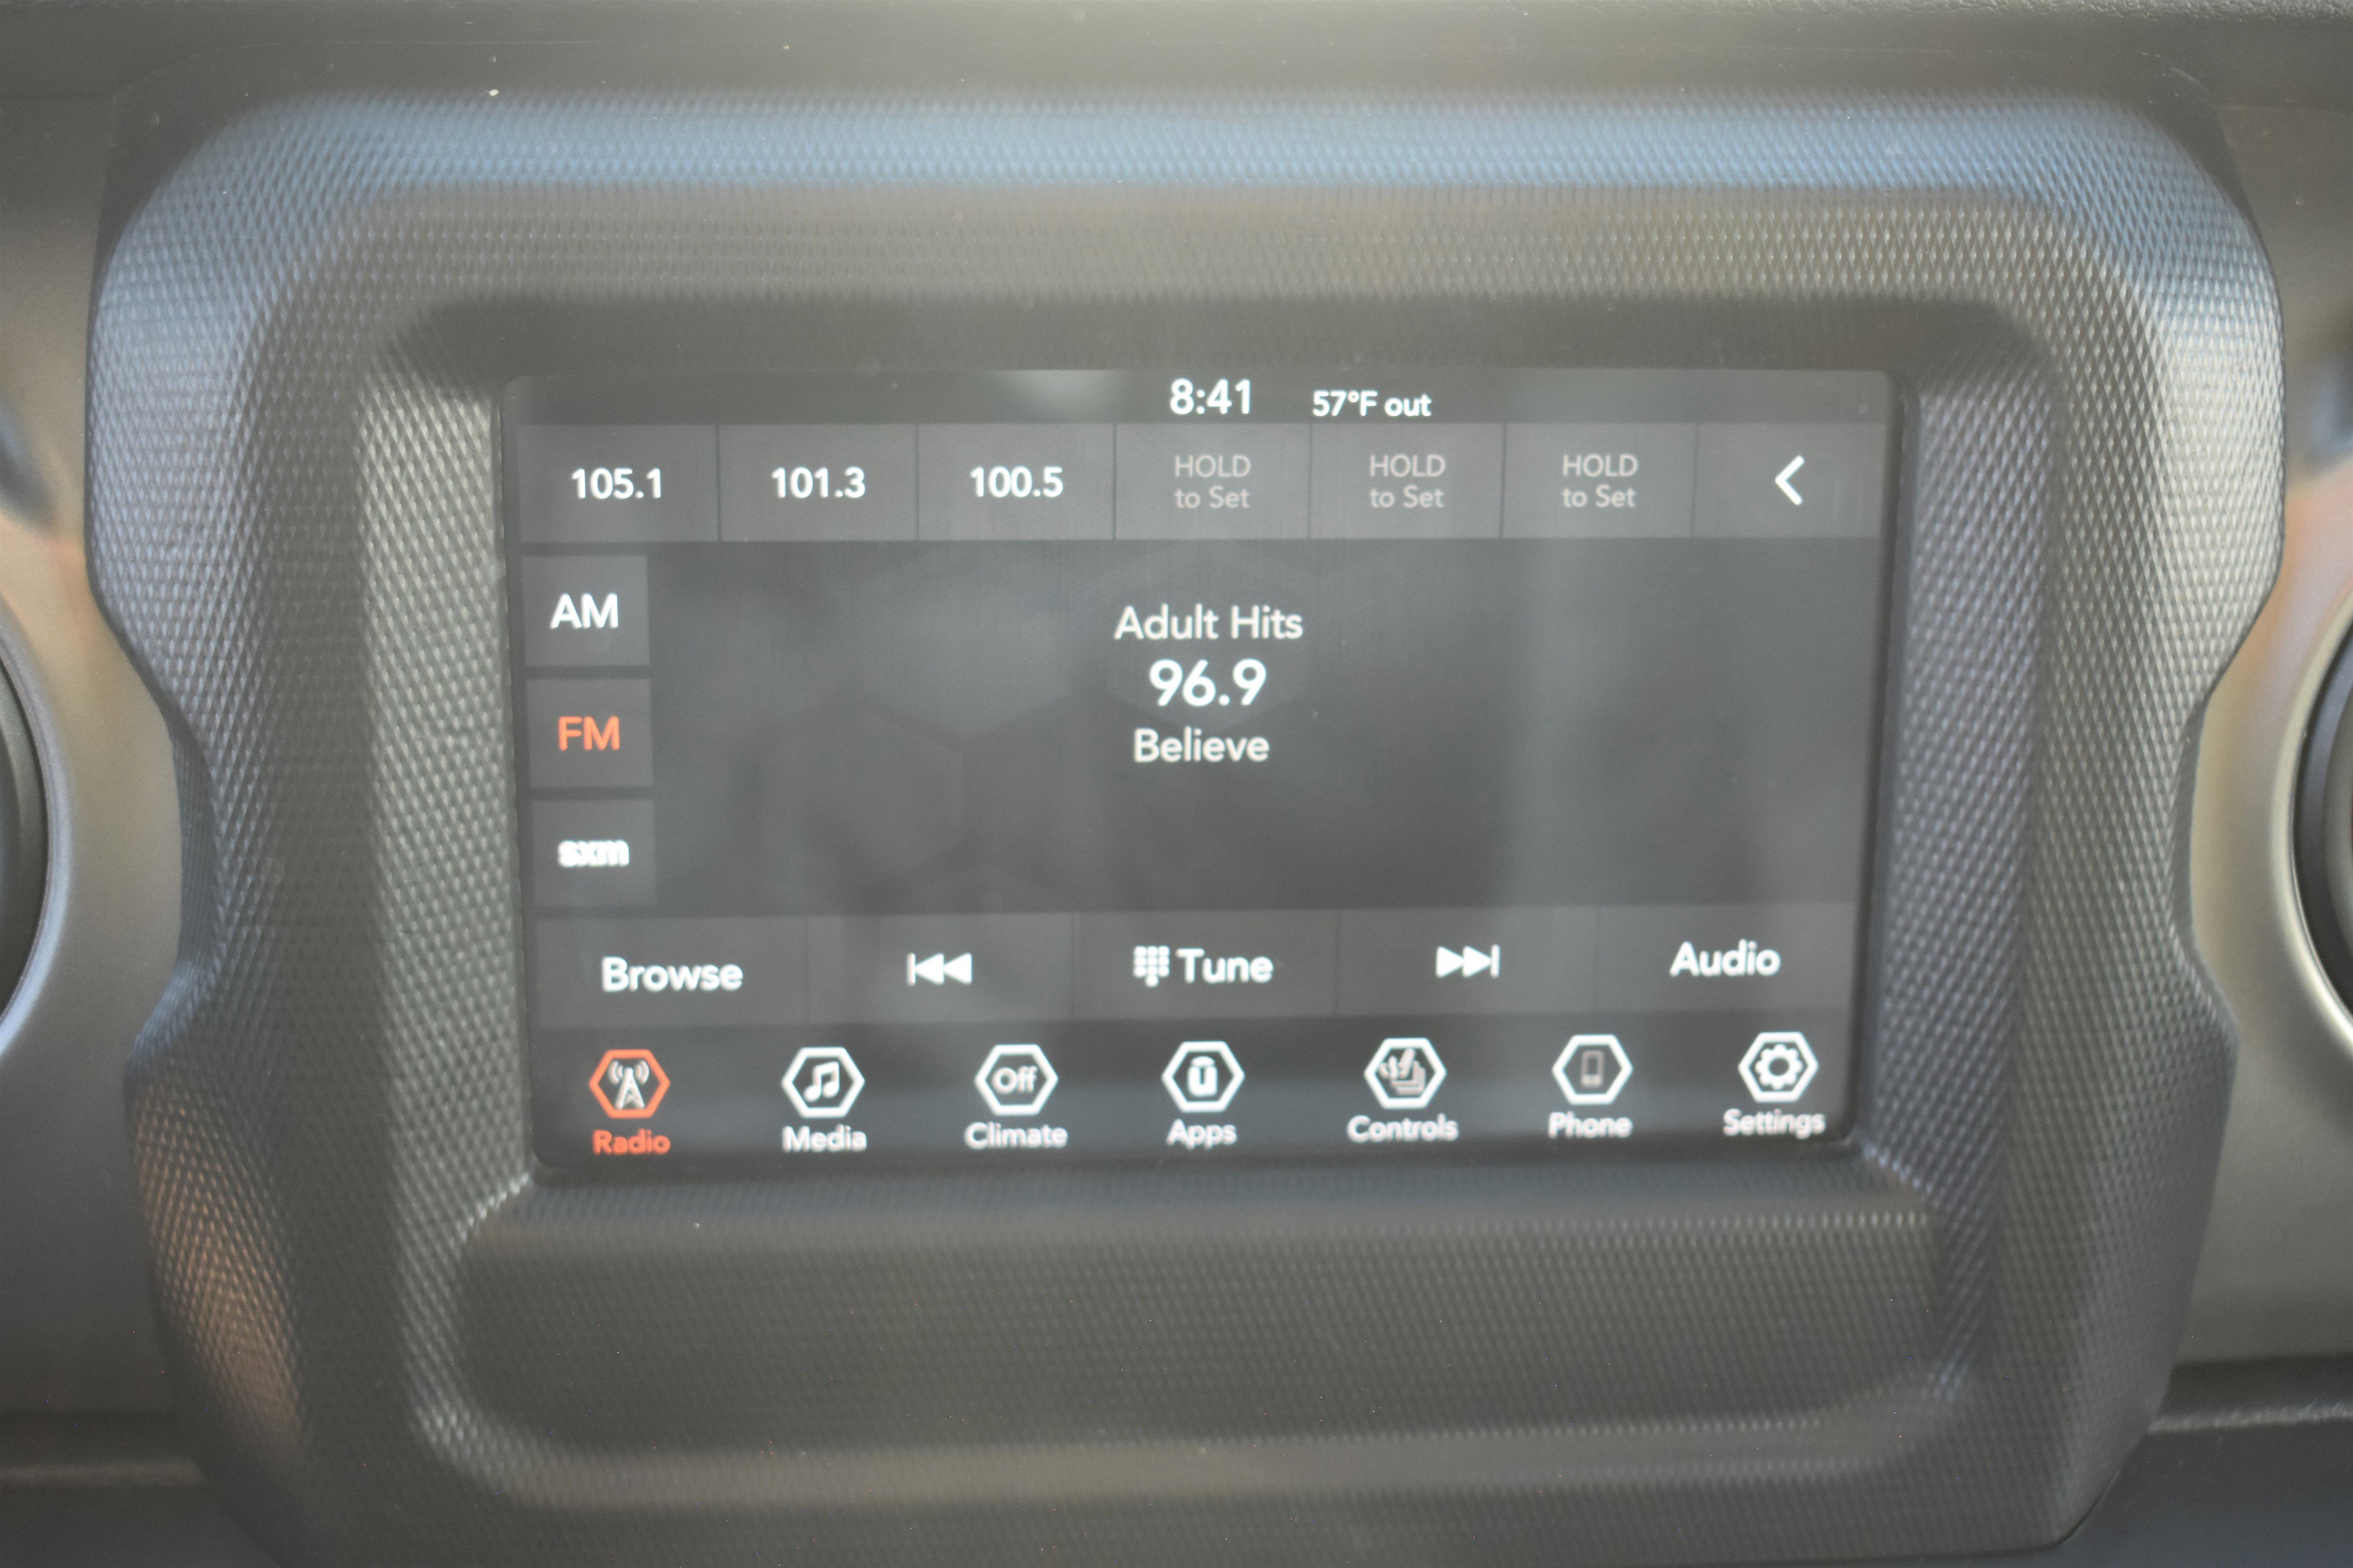 8:41 57°F out
105.1 101.3 100.5 HOLD to Set HOLD to Set HOLD to Set
AM
FM
sxm
Adult Hits
96.9
Believe
Browse Tune Audio
Off
Radio Media Climate Apps Controls Phone Settings